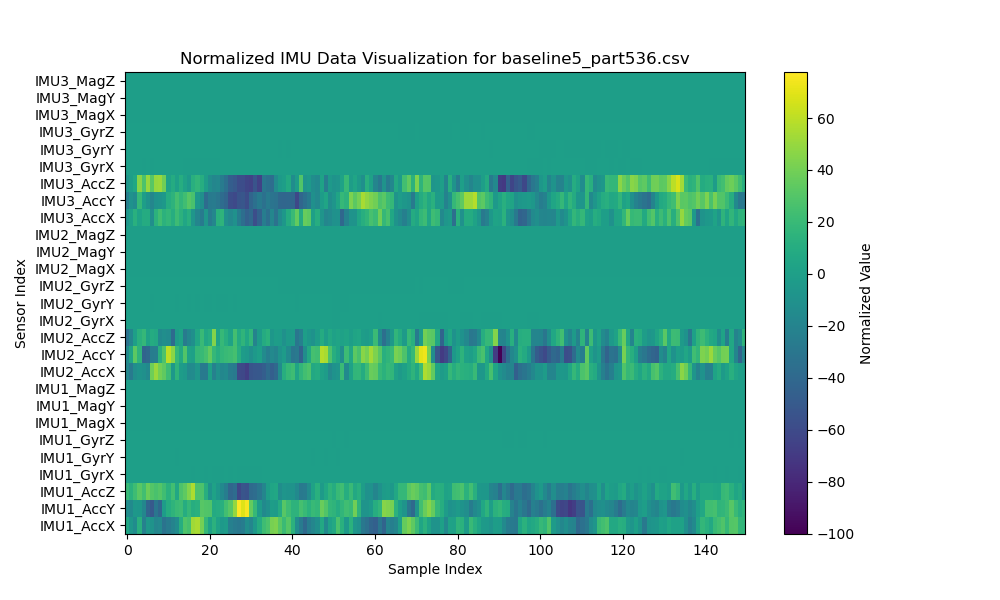 Normalized IMU Data Visualization for baseline5_part536.csv
IMU3_MagZ
IMU3_MagY
IMU3_MagX
IMU3_GyrZ
IMU3_GyrY
IMU3_GyrX
IMU3_AccZ
IMU3_AccY
IMU3_AccX
IMU2_MagZ
IMU2_MagY
IMU2_MagX
IMU2_GyrZ
IMU2_GyrY
IMU2_GyrX
IMU2_AccZ
IMU2_AccY
IMU2_AccX
IMU1_MagZ
IMU1_MagY
IMU1_MagX
IMU1_GyrZ
IMU1_GyrY
IMU1_GyrX
IMU1_AccZ
IMU1_AccY
IMU1_AccX
Sensor Index
0 20 40 60 80 100 120 140
Sample Index
60
40
20
0
−20
−40
−60
−80
−100
Normalized Value